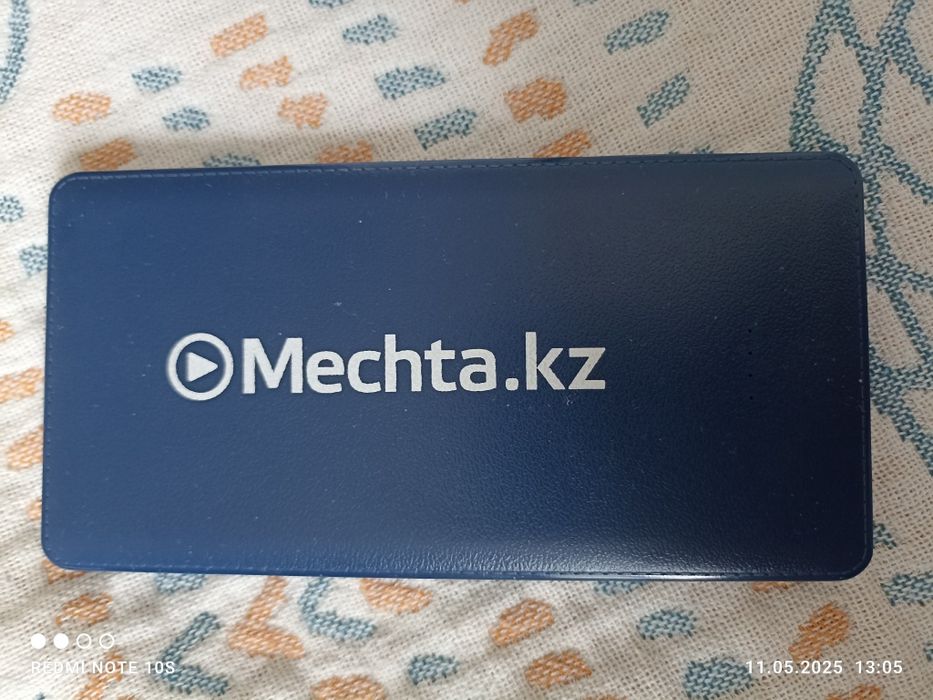 Mechta.kz
REDMI NOTE 10S
11.05.2025 13:05